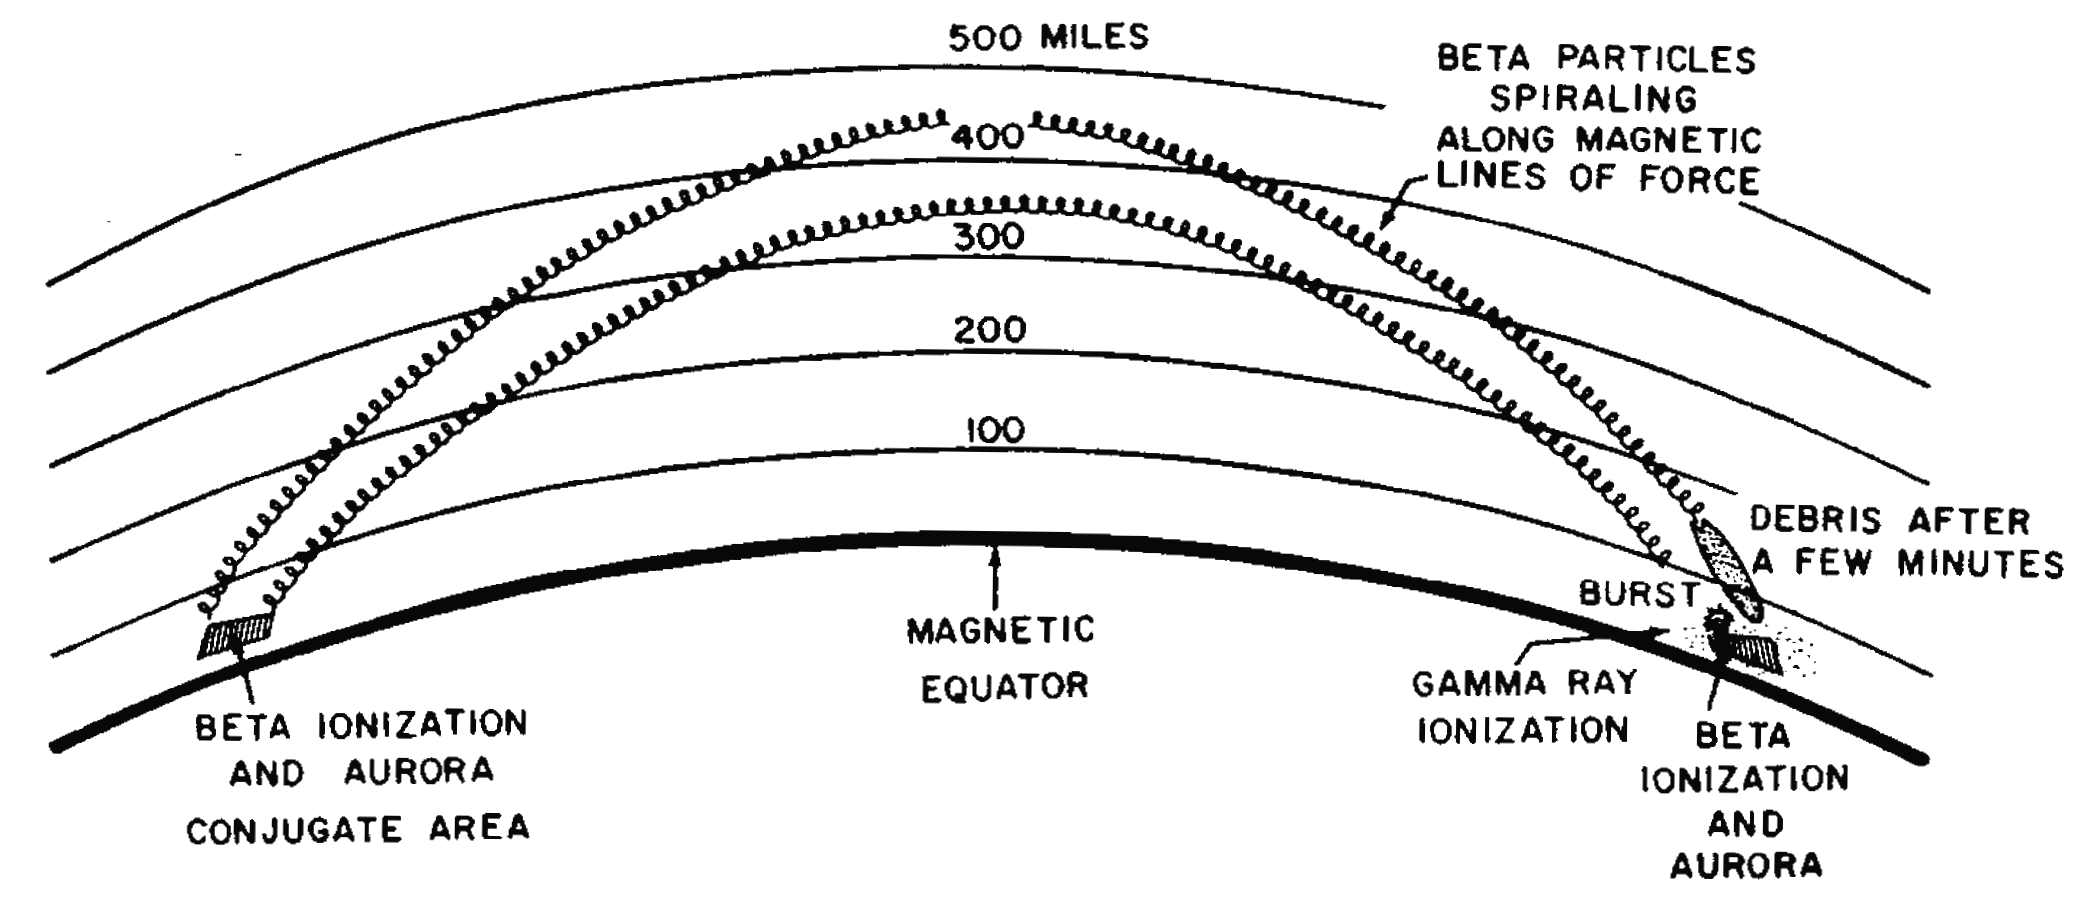 500 MILES
BETA PARTICLES
SPIRALING
ALONG MAGNETIC
LINES OF FORCE
400
300
200
100
DEBRIS AFTER
A FEW MINUTES
BURST
MAGNETIC
EQUATOR
GAMMA RAY
IONIZATION
BETA IONIZATION
AND AURORA
CONJUGATE AREA
BETA
IONIZATION
AND
AURORA